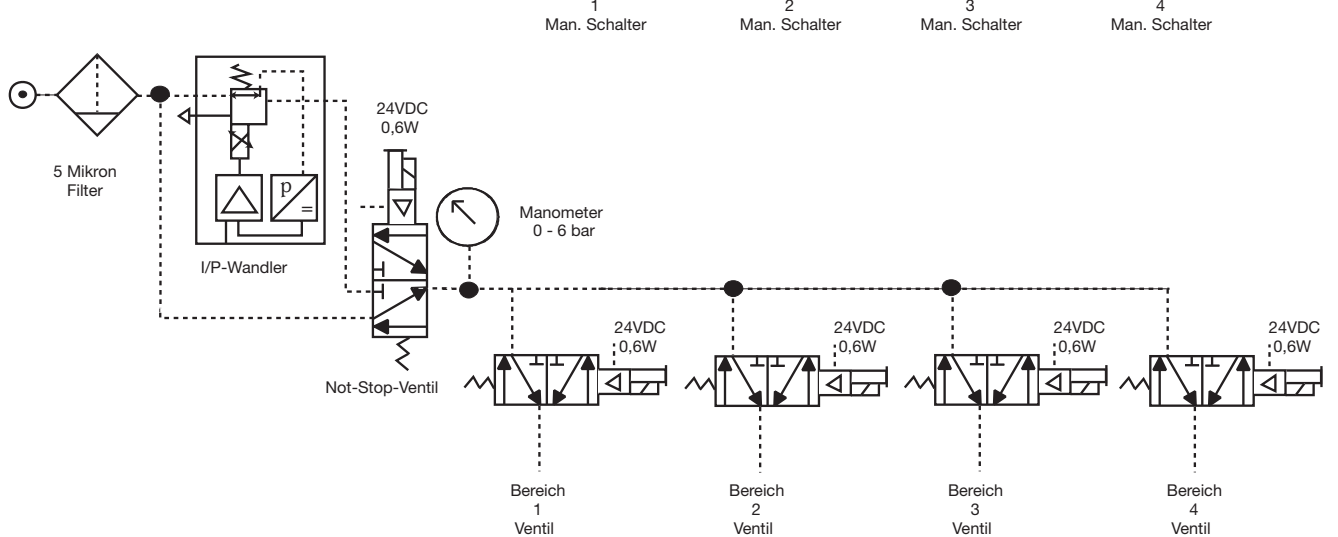 1
Man. Schalter
2
Man. Schalter
3
Man. Schalter
4
Man. Schalter
5 Mikron
Filter
p
=
I/P-Wandler
24VDC
0,6W
Manometer
0 - 6 bar
Not-Stop-Ventil
24VDC
0,6W
24VDC
0,6W
24VDC
0,6W
24VDC
0,6W
Bereich
1
Ventil
Bereich
2
Ventil
Bereich
3
Ventil
Bereich
4
Ventil